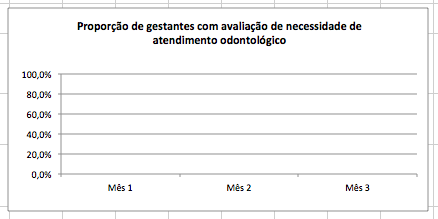 Proporção de gestantes com avaliação de necessidade de
atendimento odontológico
100,0%
80,0%
60,0%
40,0%
20,0%
0,0%
Mês 1 Mês 2 Mês 3